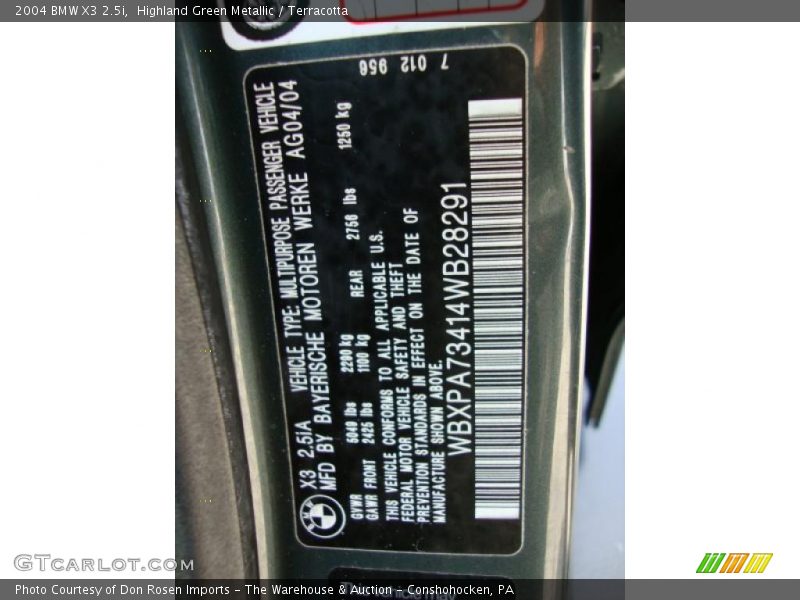 2004 BMW X3 2.5i,  Highland Green Metallic / Terracotta
7 012 956
X3 2.5iA VEHICLE TYPE: MULTIPURPOSE PASSENGER VEHICLE
MFD BY BAYERISCHE MOTOREN WERKE AG04/04
GVWR 5040 lbs 2290 kg
GAWR FRONT 2425 lbs 1100 kg REAR 2756 lbs 1250 kg
THIS VEHICLE CONFORMS TO ALL APPLICABLE U.S.
FEDERAL MOTOR VEHICLE SAFETY AND THEFT
PREVENTION STANDARDS IN EFFECT ON THE DATE OF
MANUFACTURE SHOWN ABOVE.
WBXPA73414WB28291
BMW
GTCarLot.com
Photo Courtesy of Don Rosen Imports – The Warehouse & Auction – Conshohocken, PA